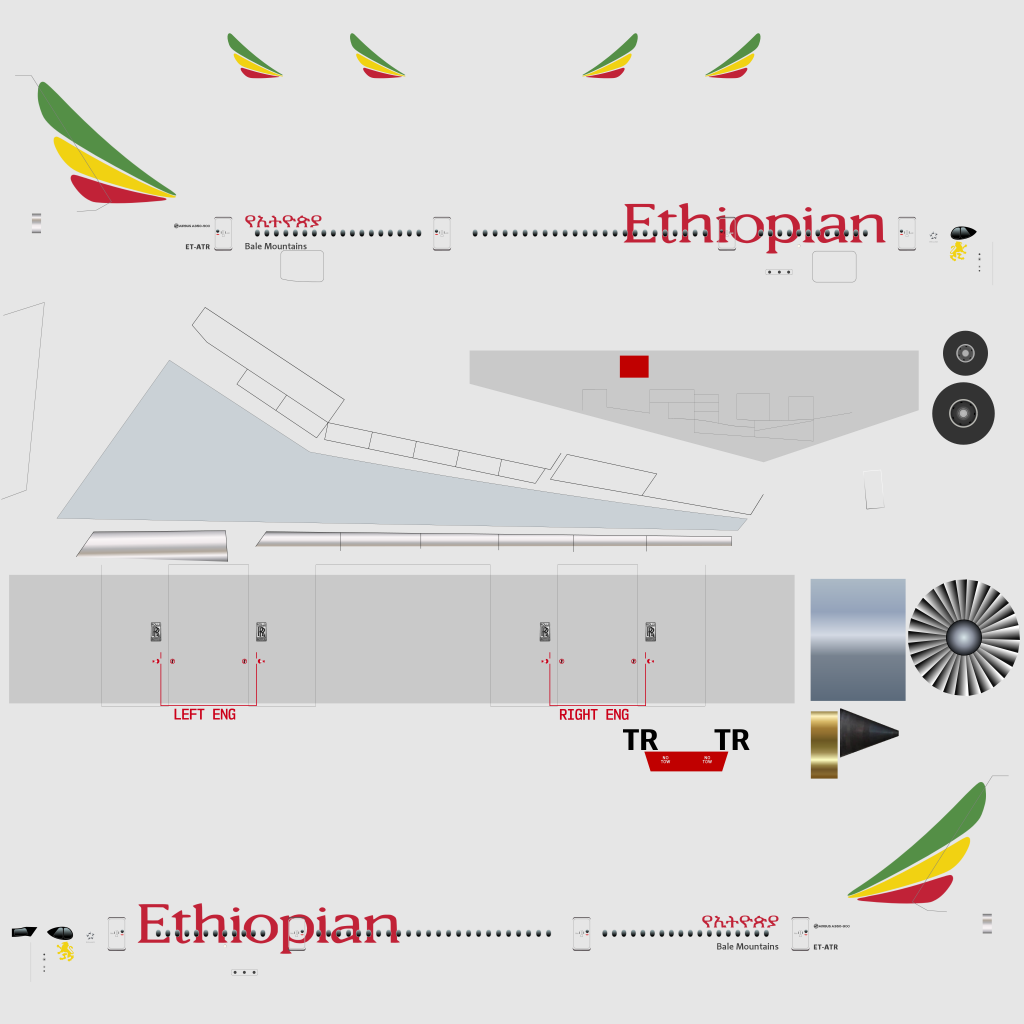 የኢትዮጵያ
Ethiopian
ET-ATR
Bale Mountains
LEFT ENG
RIGHT ENG
TR
TR
NO
TOW
NO
TOW
Ethiopian
የኢትዮጵያ
Bale Mountains
ET-ATR